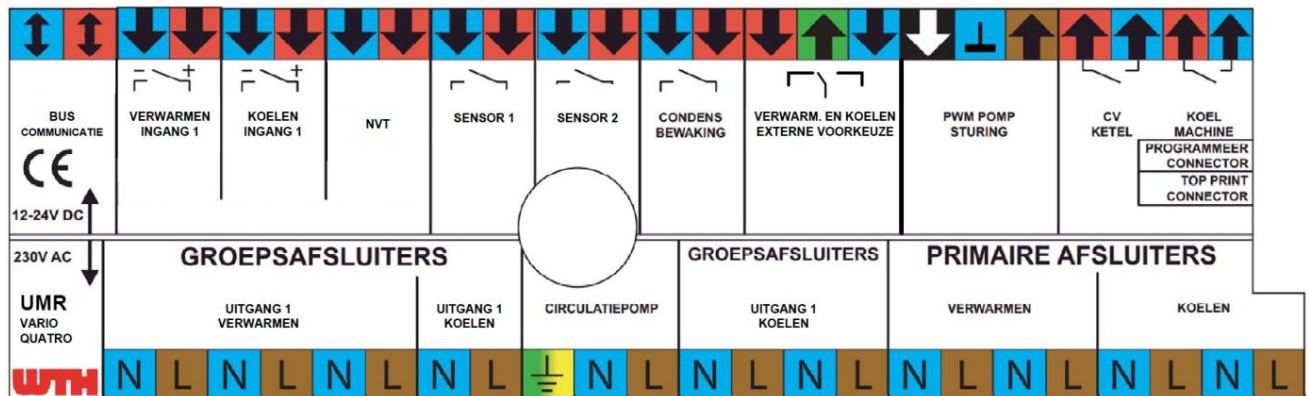 BUS
COMMUNICATIE
CE
12-24V DC
- +
VERWARMEN
INGANG 1
- +
KOELEN
INGANG 1
NVT
SENSOR 1
SENSOR 2
CONDENS
BEWAKING
VERWARM. EN KOELEN
EXTERNE VOORKEUZE
PWM POMP
STURING
CV
KETEL
KOEL
MACHINE
PROGRAMMEER
CONNECTOR
TOP PRINT
CONNECTOR
230V AC
UMR
VARIO
QUATRO
WTH
GROEPSAFSLUITERS
UITGANG 1
VERWARMEN
UITGANG 1
KOELEN
CIRCULATIEPOMP
GROEPSAFSLUITERS
UITGANG 1
KOELEN
PRIMAIRE AFSLUITERS
VERWARMEN
KOELEN
N L N L N L N L N L N L N L N L N L N L N L